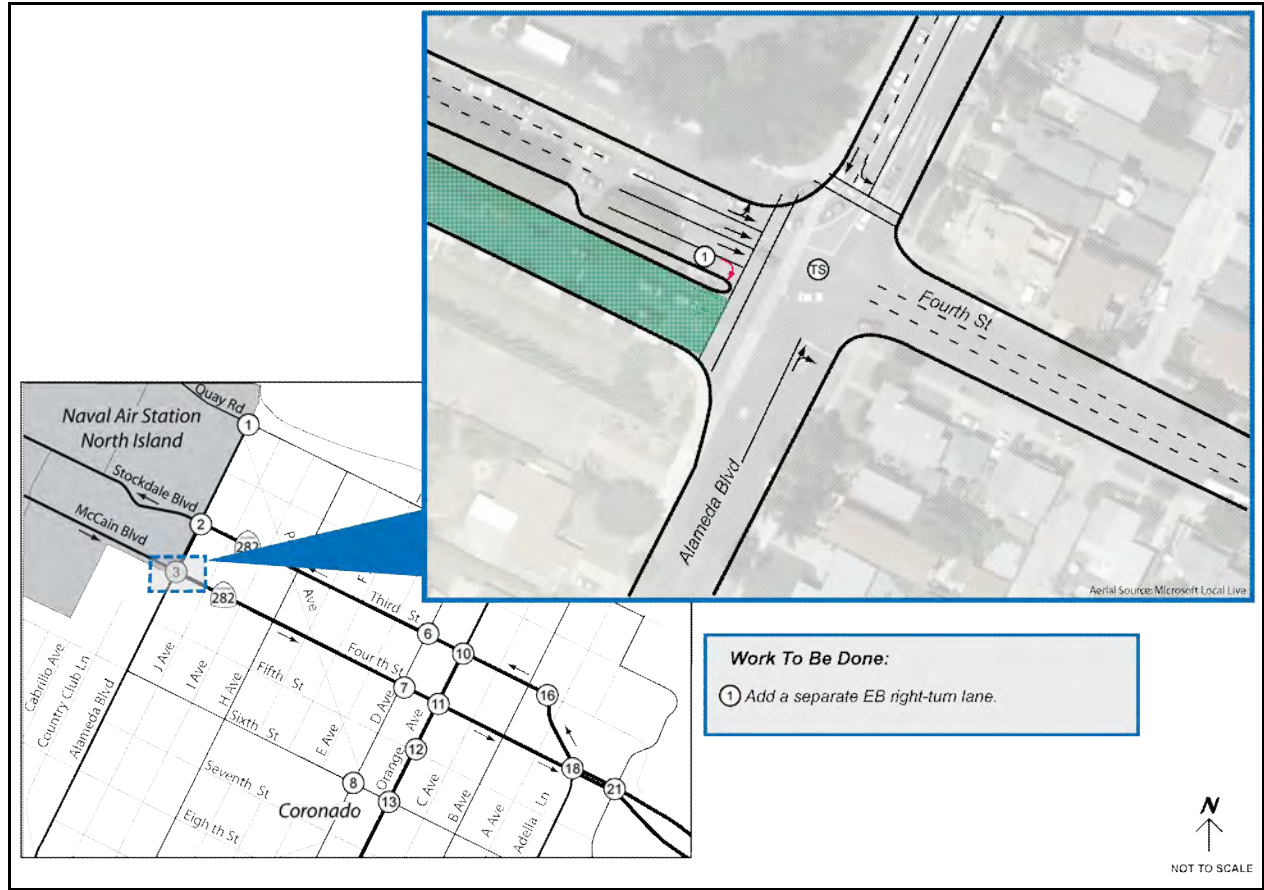 1
TS
Fourth St
Alameda Blvd
Aerial Source: Microsoft Local Live
Quay Rd
Naval Air Station
North Island
1
Stockdale Blvd
McCain Blvd
2
282
3
282
Ave
Third St
6
10
Fourth St
Fifth St
7
11
16
Cabrillo Ave
Country Club Ln
Alameda Blvd
J Ave
I Ave
H Ave
Sixth St
E Ave
D Ave
Orange Ave
12
C Ave
B Ave
A Ave
Adella Ln
18
21
Seventh St
8
13
Coronado
Eighth St
Work To Be Done:
1 Add a separate EB right-turn lane.
N
NOT TO SCALE